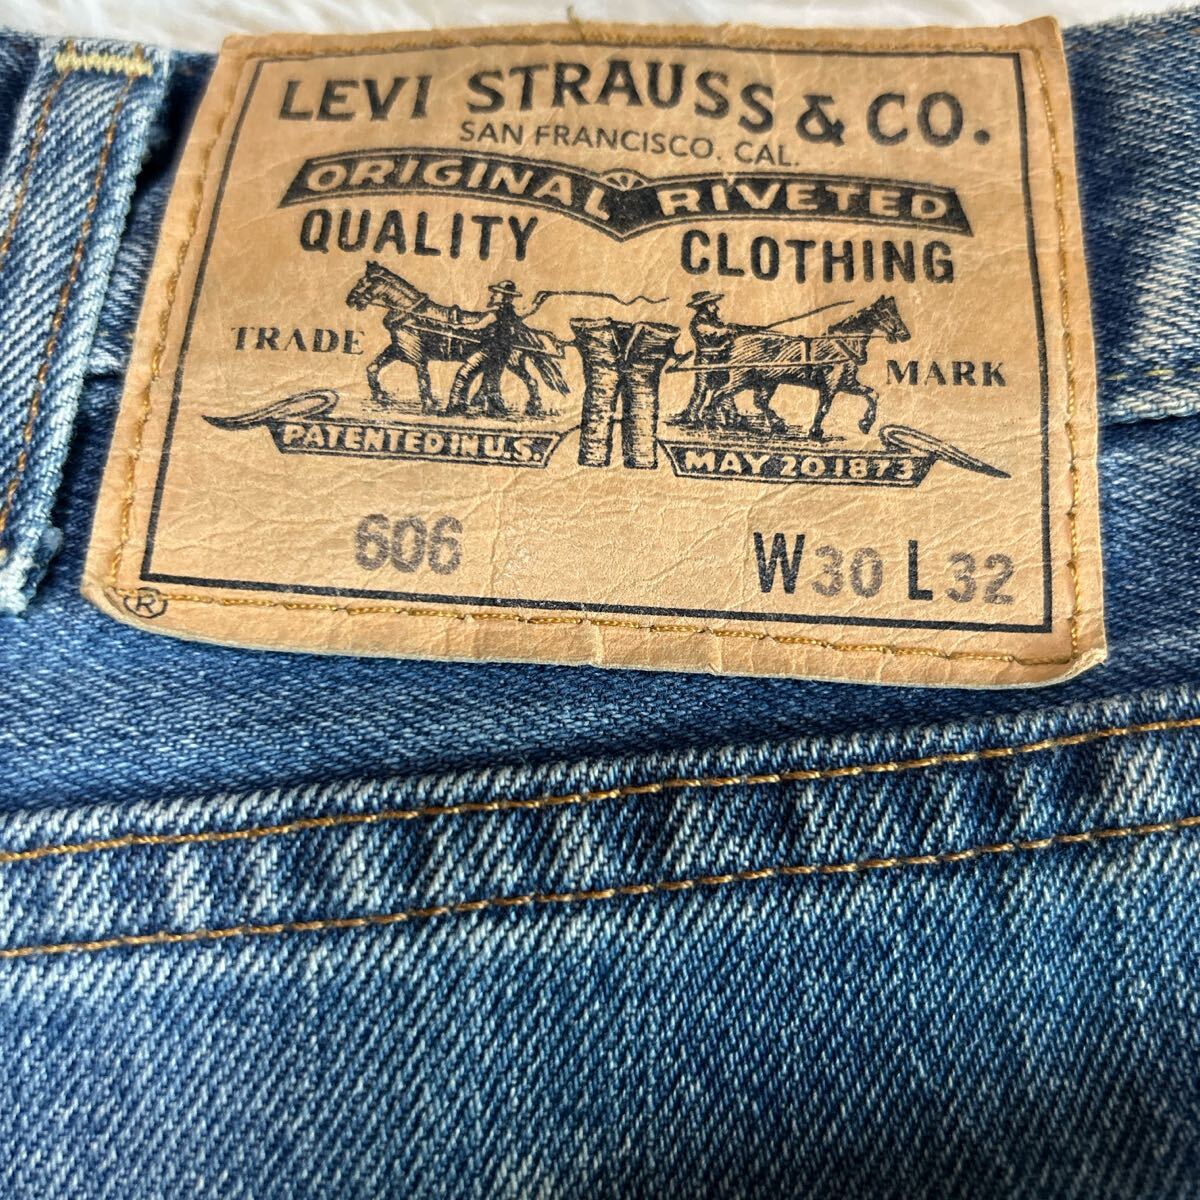 LEVI STRAUSS & CO.
SAN FRANCISCO, CAL.
ORIGINAL RIVETED
QUALITY CLOTHING
TRADE MARK
PATENTED IN U.S. MAY 20 1873
606 W30 L32
®